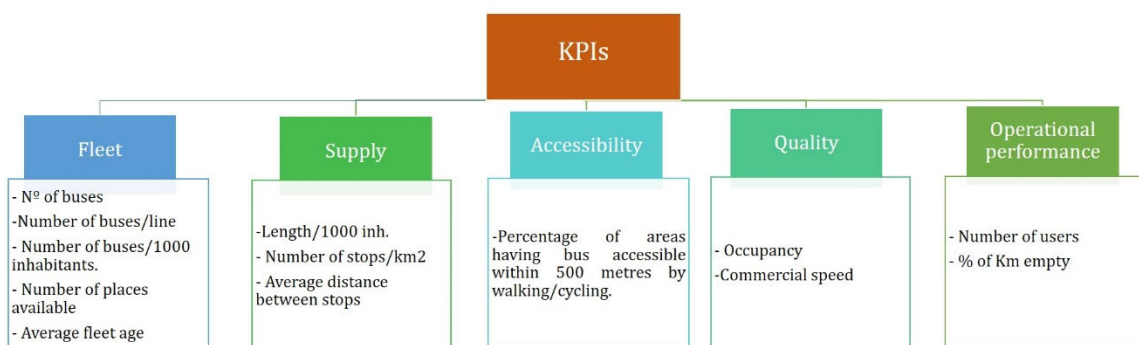 KPIs
Fleet
- Nº of buses
-Number of buses/line
- Number of buses/1000
inhabitants.
- Number of places
available
- Average fleet age
Supply
-Length/1000 inh.
- Number of stops/km2
- Average distance
between stops
Accessibility
-Percentage of areas
having bus accessible
within 500 metres by
walking/cycling.
Quality
- Occupancy
-Commercial speed
Operational
performance
- Number of users
- % of Km empty